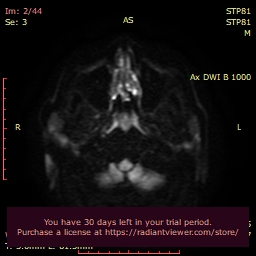 Im: 2/44
Se: 3
AS
STP81
STP81
M
Ax DWI B 1000
R
L
You have 30 days left in your trial period.
Purchase a license at https://radiantviewer.com/store/